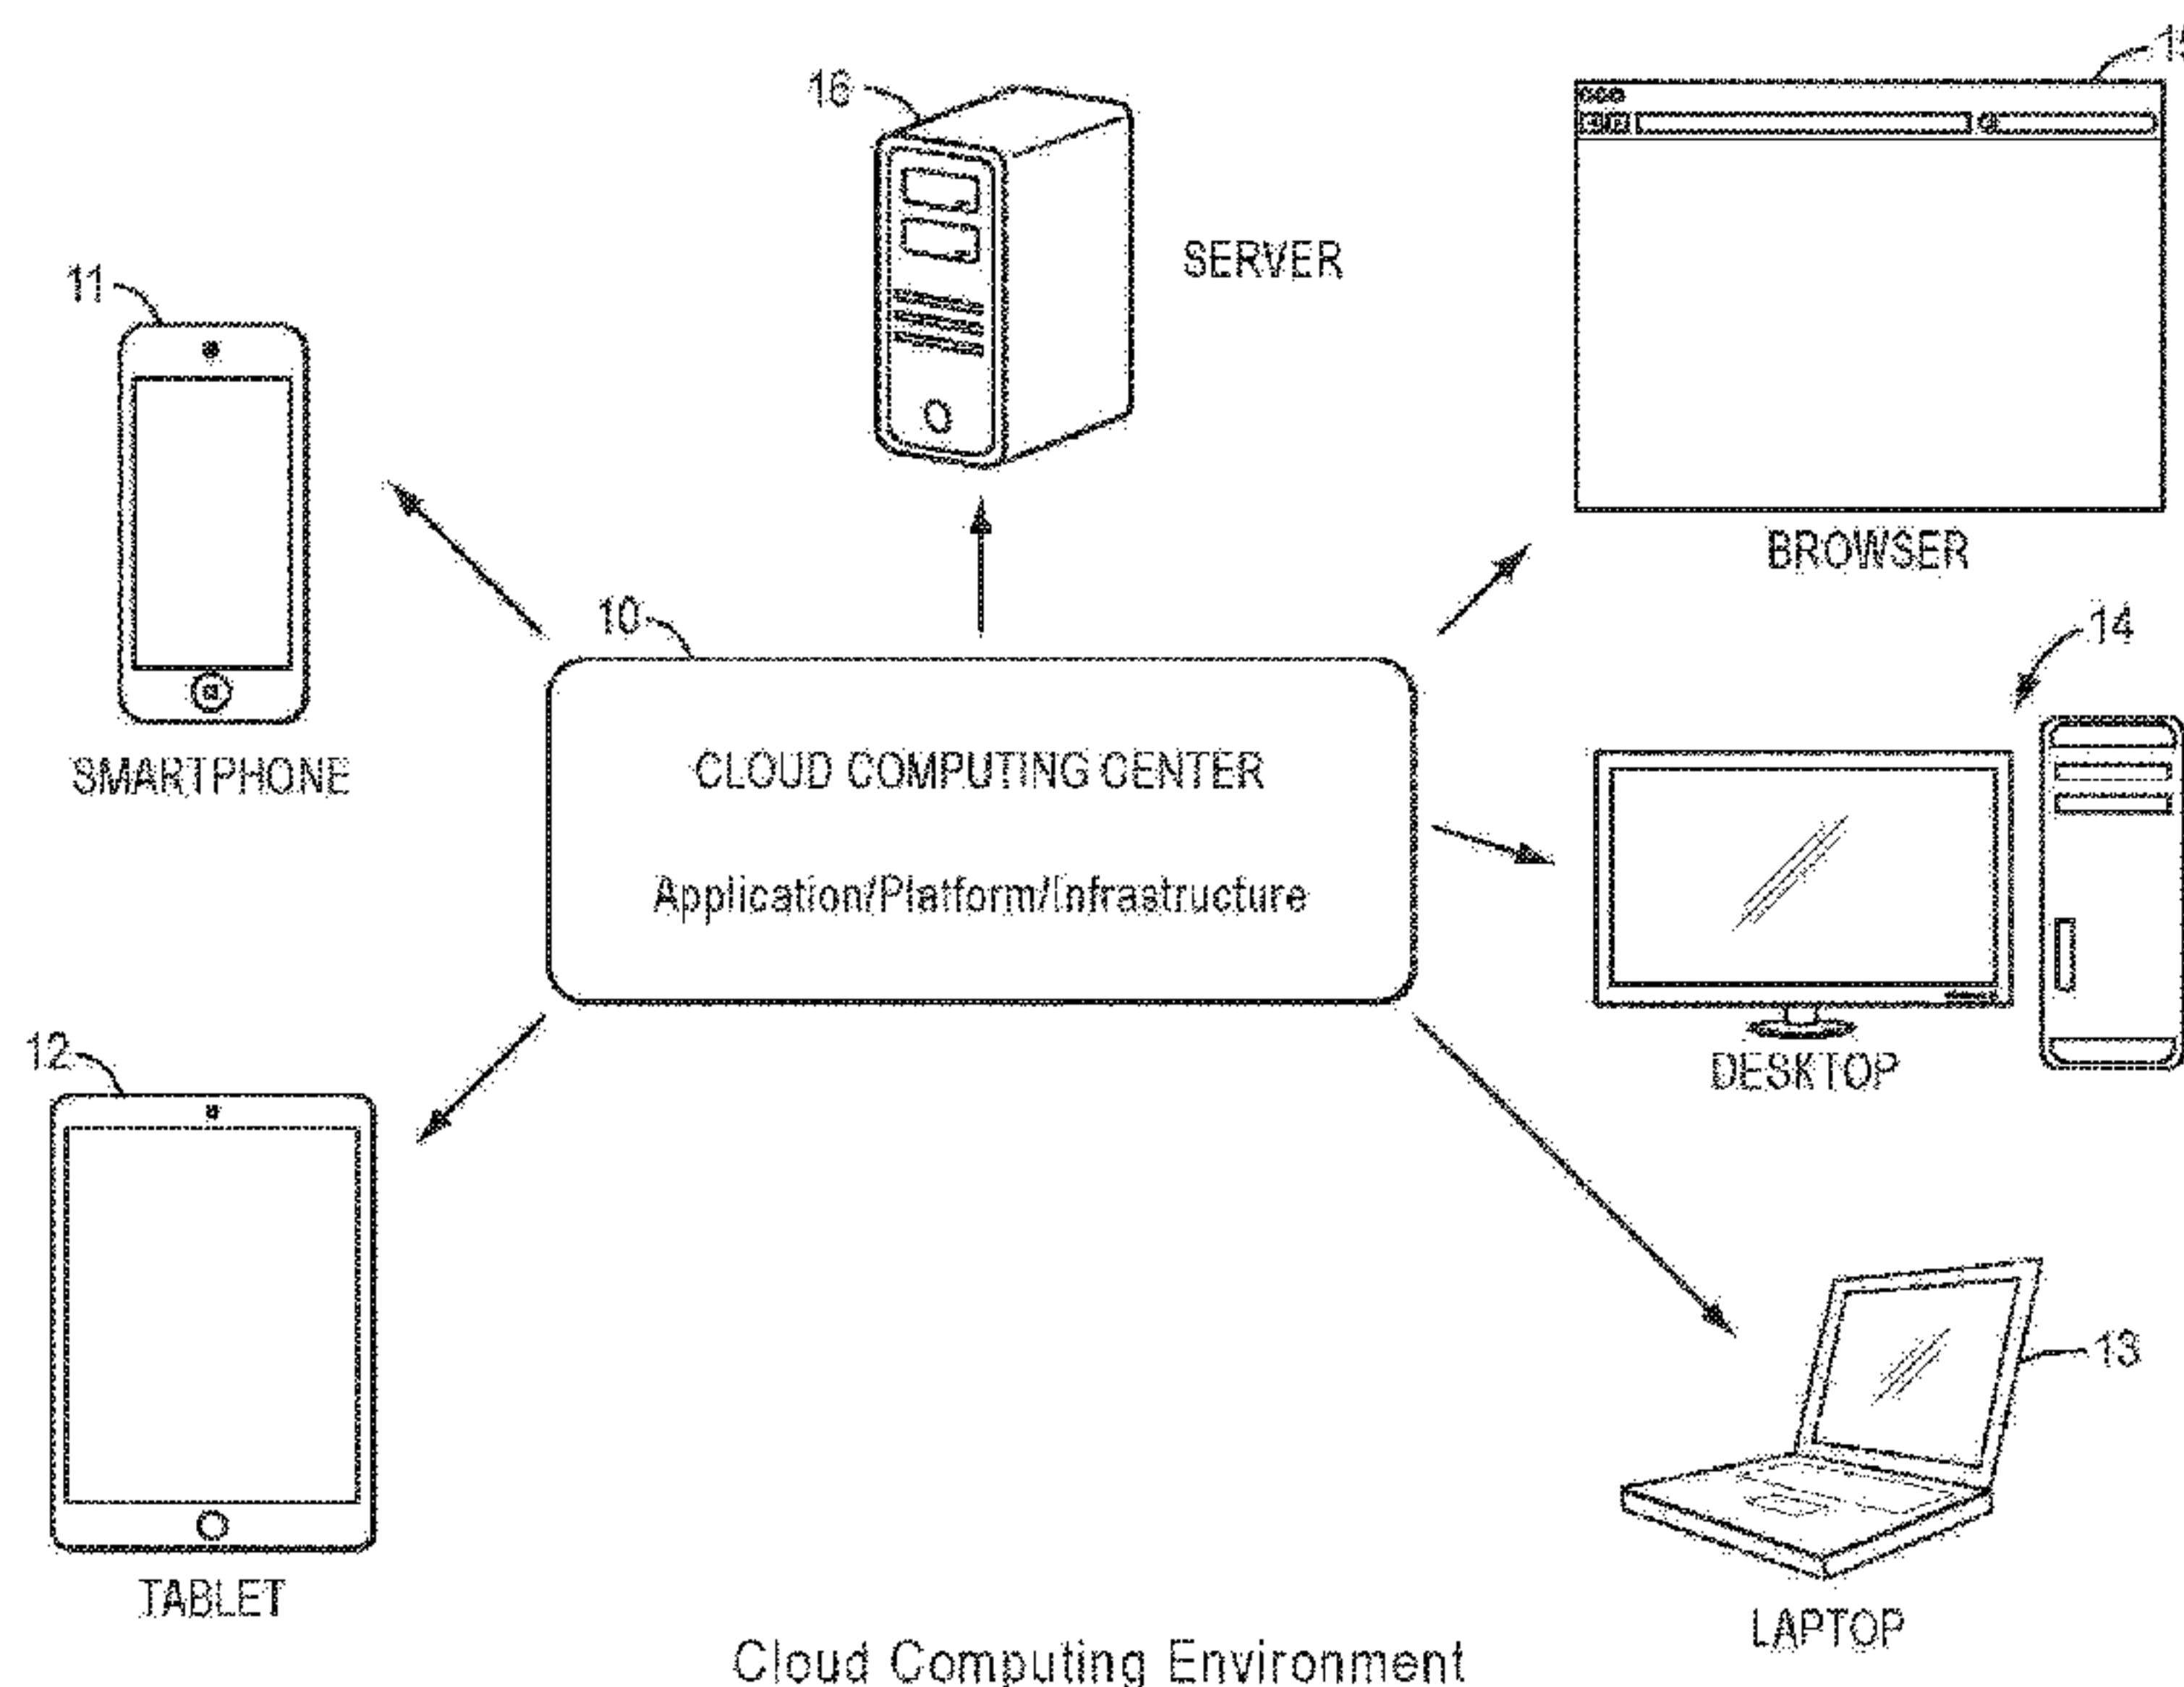 16
SERVER
BROWSER
11
SMARTPHONE
10
CLOUD COMPUTING CENTER
Application/Platform/Infrastructure
14
DESKTOP
12
TABLET
13
LAPTOP
Cloud Computing Environment